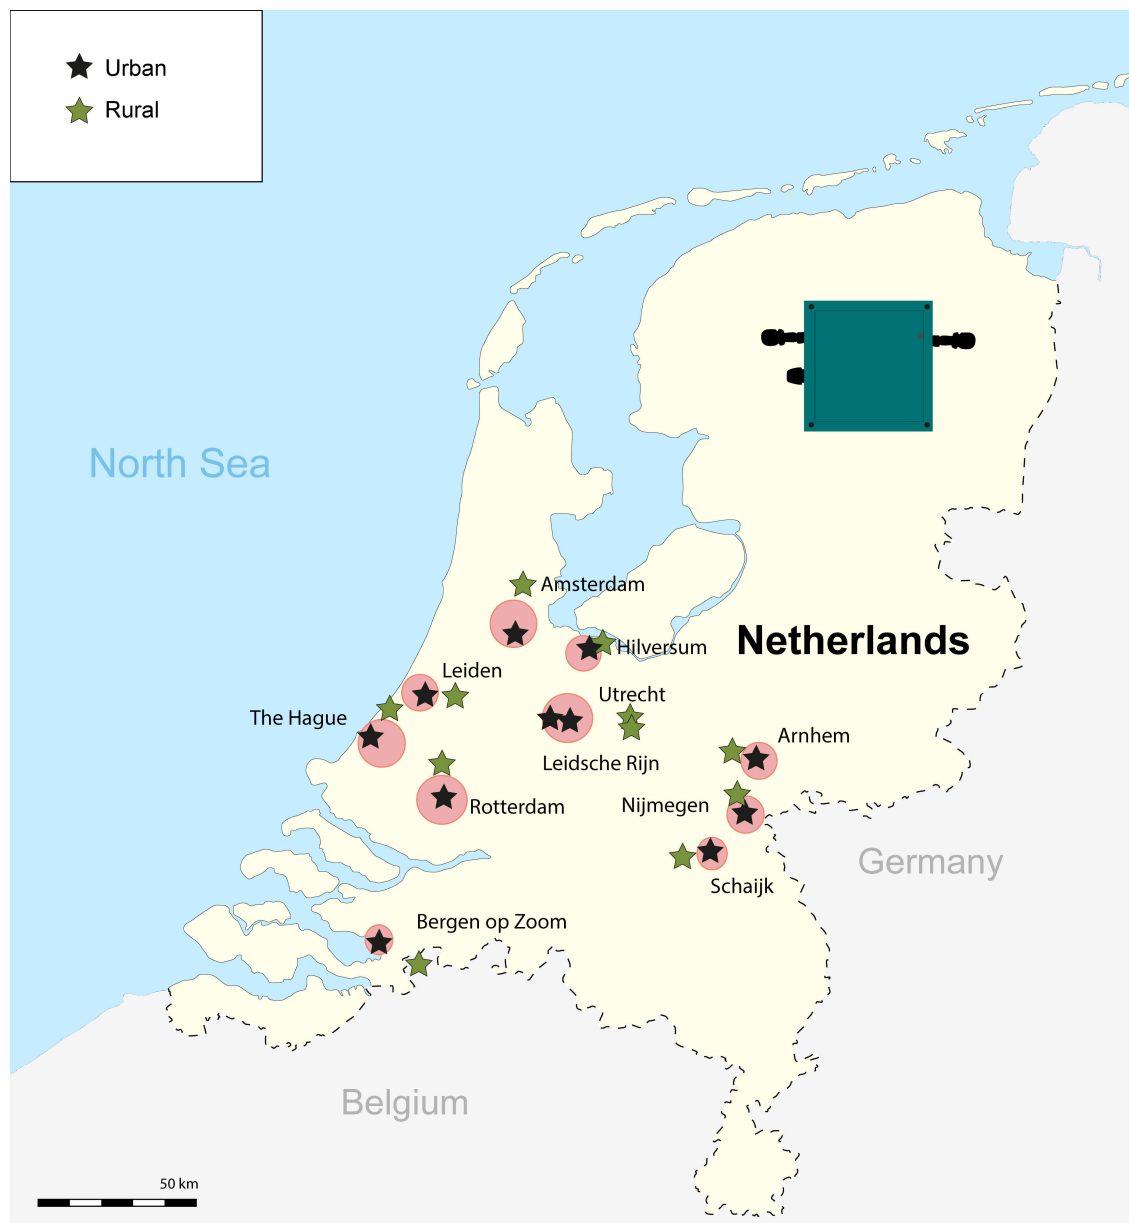 Urban
Rural
North Sea
Amsterdam
Netherlands
Hilversum
Leiden
Utrecht
The Hague
Arnhem
Leidsche Rijn
Nijmegen
Rotterdam
Germany
Schaijk
Bergen op Zoom
Belgium
50 km